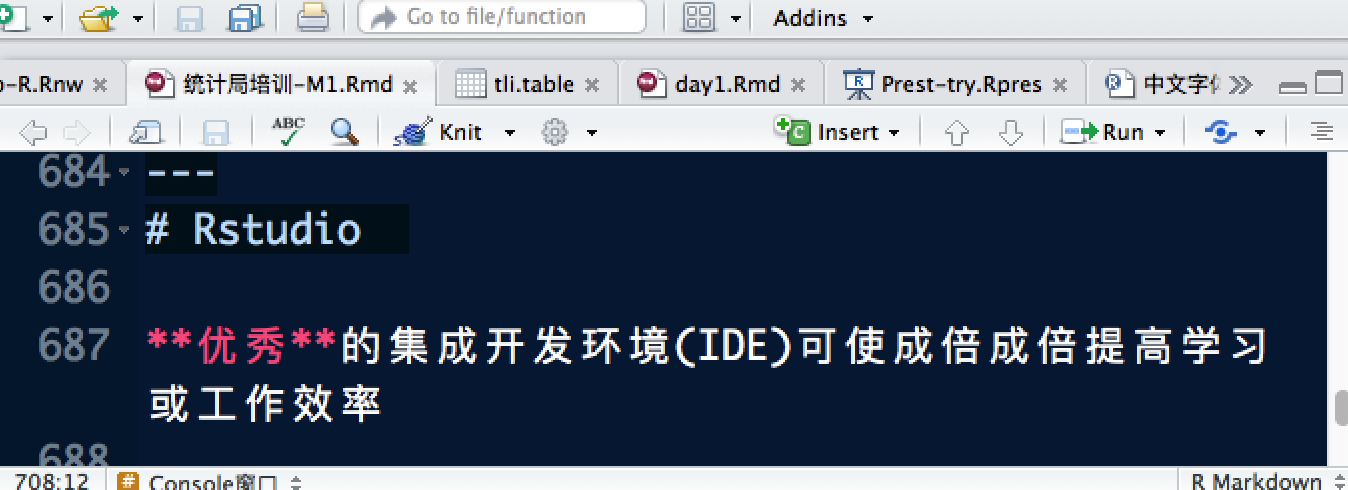 Go to file/function Addins
-R.Rnw 统计局培训-M1.Rmd tli.table day1.Rmd Prest-try.Rpres 中文字
ABC Knit Insert Run
684 ---
685 # Rstudio
686
687 **优秀**的集成开发环境(IDE)可使成倍成倍提高学习
或工作效率
688
708:12 Console窗口 R Markdown